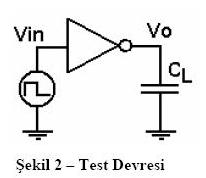 Vin
Vo
CL
Şekil 2 – Test Devresi